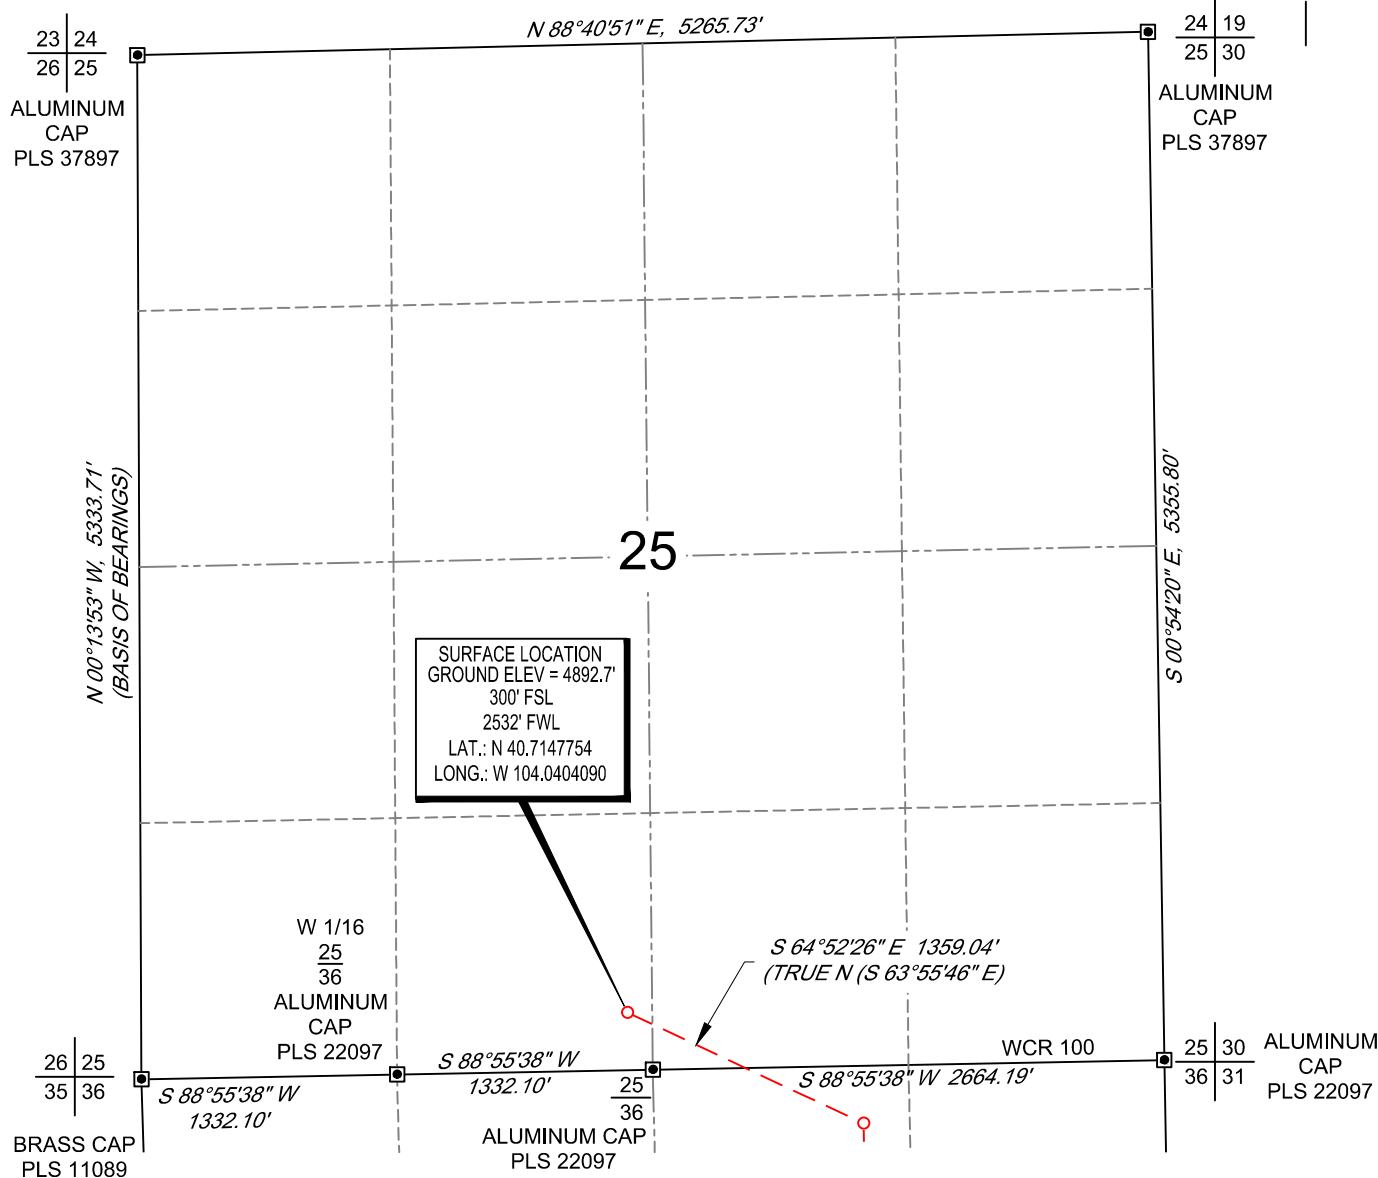 N 88°40'51" E, 5265.73'
23 24
26 25
ALUMINUM
CAP
PLS 37897
24 19
25 30
ALUMINUM
CAP
PLS 37897
N 00°13'53" W, 5333.71'
(BASIS OF BEARINGS)
25
S 00°54'20" E, 5355.80'
SURFACE LOCATION
GROUND ELEV = 4892.7'
300' FSL
2532' FWL
LAT.: N 40.7147754
LONG.: W 104.0404090
W 1/16
25
36
ALUMINUM
CAP
PLS 22097
S 64°52'26" E 1359.04'
(TRUE N (S 63°55'46" E)
26 25
35 36
BRASS CAP
PLS 11089
S 88°55'38" W
1332.10'
S 88°55'38" W
1332.10'
25
36
ALUMINUM CAP
PLS 22097
WCR 100
S 88°55'38" W 2664.19'
25 30
36 31
ALUMINUM
CAP
PLS 22097